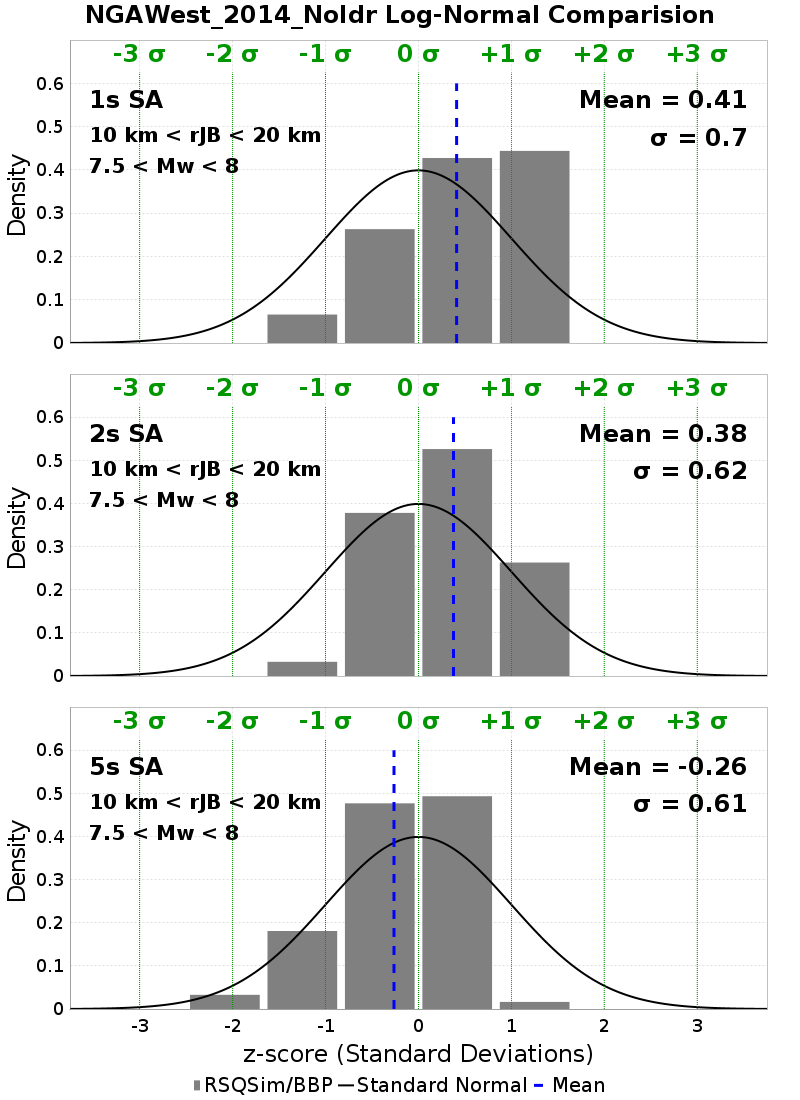 NGAWest_2014_NoIdr Log-Normal Comparision
-3 σ -2 σ -1 σ 0 σ +1 σ +2 σ +3 σ
0.6
1s SA Mean = 0.41
0.5
10 km < rJB < 20 km σ = 0.7
7.5 < Mw < 8
0.4
0.3
0.2
0.1
0
Density
-3 σ -2 σ -1 σ 0 σ +1 σ +2 σ +3 σ
0.6
2s SA Mean = 0.38
0.5
10 km < rJB < 20 km σ = 0.62
7.5 < Mw < 8
0.4
0.3
0.2
0.1
0
Density
-3 σ -2 σ -1 σ 0 σ +1 σ +2 σ +3 σ
0.6
5s SA Mean = -0.26
0.5
10 km < rJB < 20 km σ = 0.61
7.5 < Mw < 8
0.4
0.3
0.2
0.1
0
Density
-3 -2 -1 0 1 2 3
z-score (Standard Deviations)
RSQSim/BBP Standard Normal Mean